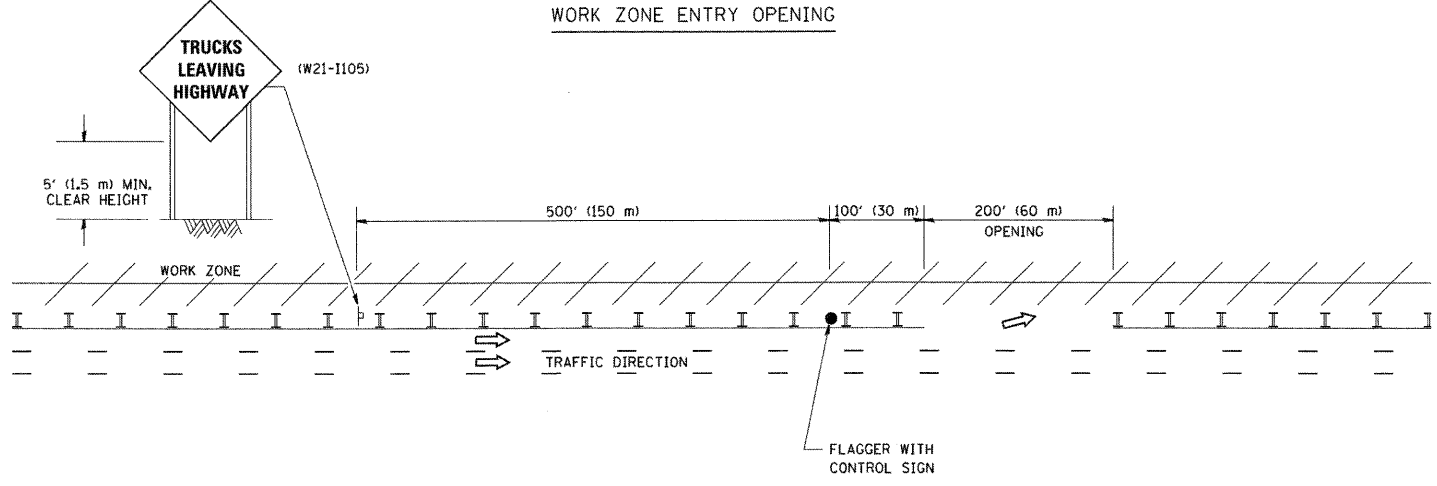 WORK ZONE ENTRY OPENING
TRUCKS
LEAVING
HIGHWAY
(W21-I105)
5' (1.5 m) MIN.
CLEAR HEIGHT
500' (150 m)
100' (30 m)
200' (60 m)
OPENING
WORK ZONE
TRAFFIC DIRECTION
FLAGGER WITH
CONTROL SIGN